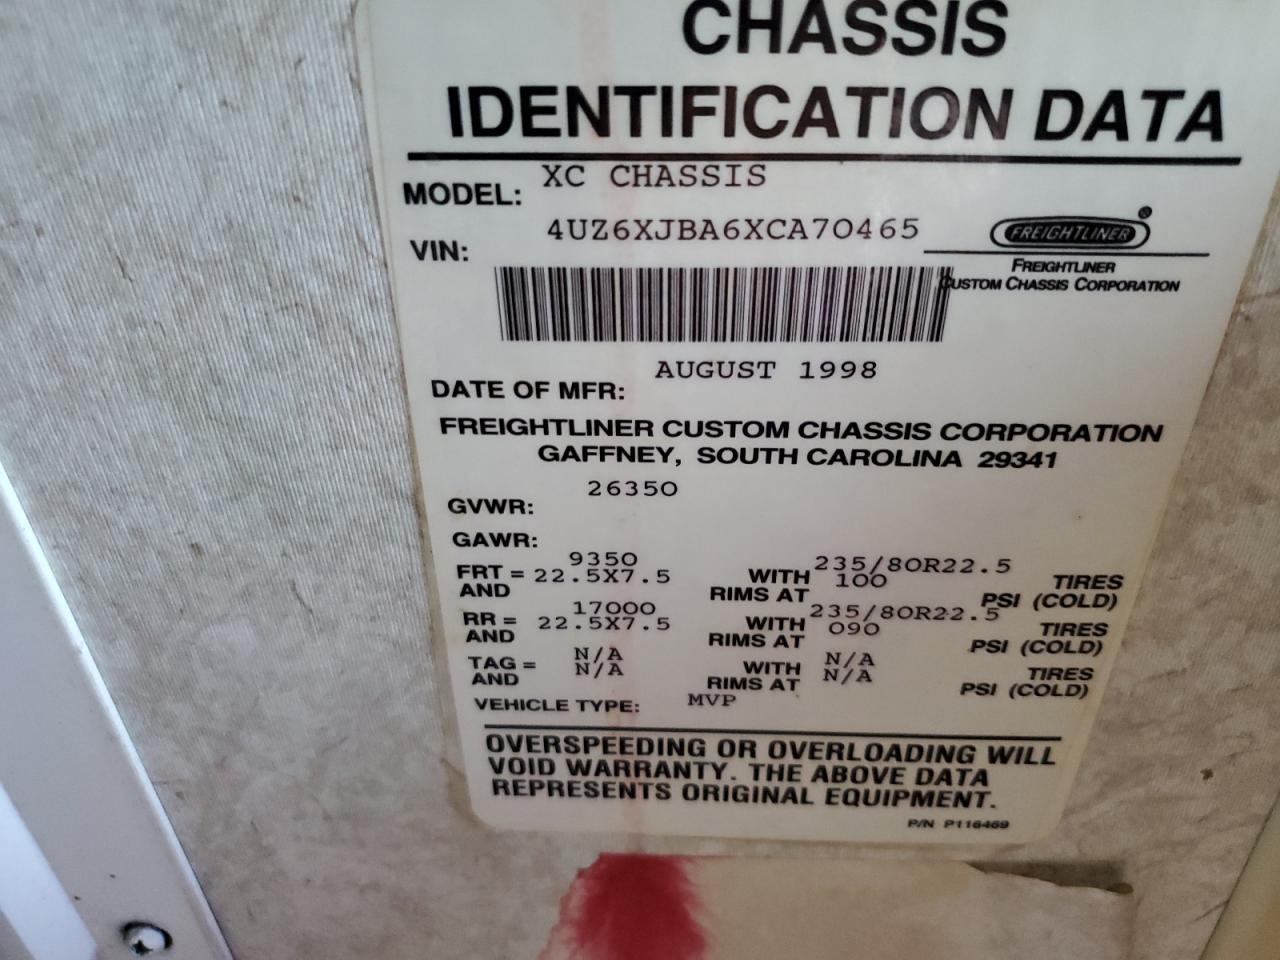 CHASSIS
IDENTIFICATION DATA
MODEL: XC CHASSIS
VIN: 4UZ6XJBA6XCA70465
FREIGHTLINER ®
FREIGHTLINER
CUSTOM CHASSIS CORPORATION
DATE OF MFR: AUGUST 1998
FREIGHTLINER CUSTOM CHASSIS CORPORATION
GAFFNEY, SOUTH CAROLINA 29341
GVWR: 26350
GAWR:
FRT = 9350 WITH 235/80R22.5 TIRES
AND 22.5X7.5 RIMS AT 100 PSI (COLD)
RR = 17000 WITH 235/80R22.5 TIRES
AND 22.5X7.5 RIMS AT 090 PSI (COLD)
TAG = N/A WITH N/A TIRES
AND N/A RIMS AT N/A PSI (COLD)
VEHICLE TYPE: MVP
OVERSPEEDING OR OVERLOADING WILL
VOID WARRANTY. THE ABOVE DATA
REPRESENTS ORIGINAL EQUIPMENT.
P/N P116469